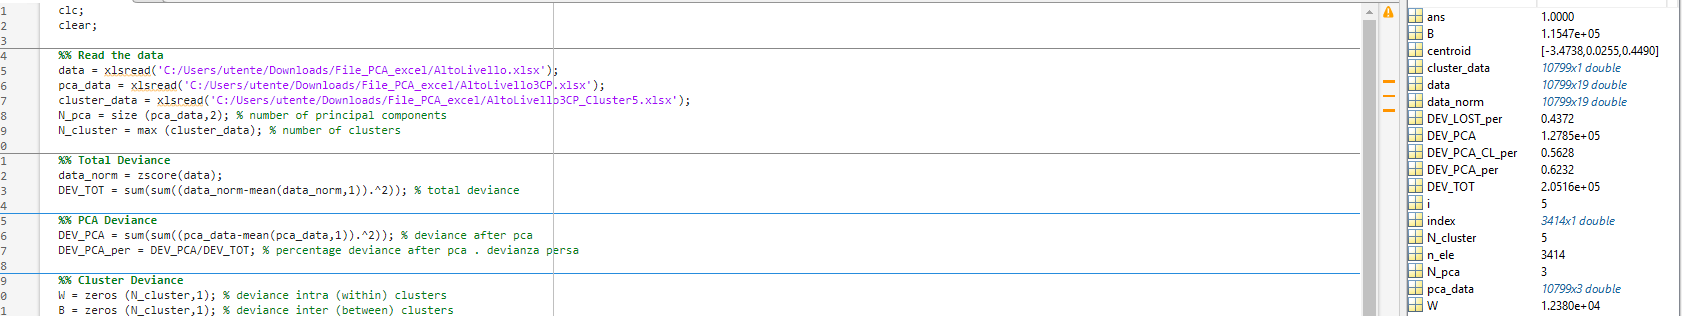 1 clc;
2 clear;
3
4 %% Read the data
5 data = xlsread('C:/Users/utente/Downloads/File_PCA_excel/AltoLivello.xlsx');
6 pca_data = xlsread('C:/Users/utente/Downloads/File_PCA_excel/AltoLivello3CP.xlsx');
7 cluster_data = xlsread('C:/Users/utente/Downloads/File_PCA_excel/AltoLivello3CP_Cluster5.xlsx');
8 N_pca = size (pca_data,2); % number of principal components
9 N_cluster = max (cluster_data); % number of clusters
0
1 %% Total Deviance
2 data_norm = zscore(data);
3 DEV_TOT = sum(sum((data_norm-mean(data_norm,1)).^2)); % total deviance
4
5 %% PCA Deviance
6 DEV_PCA = sum(sum((pca_data-mean(pca_data,1)).^2)); % deviance after pca
7 DEV_PCA_per = DEV_PCA/DEV_TOT; % percentage deviance after pca . devianza persa
8
9 %% Cluster Deviance
0 W = zeros (N_cluster,1); % deviance intra (within) clusters
1 B = zeros (N_cluster,1); % deviance inter (between) clusters
ans 1.0000
B 1.1547e+05
centroid [-3.4738,0.0255,0.4490]
cluster_data 10799x1 double
data 10799x19 double
data_norm 10799x19 double
DEV_LOST_per 0.4372
DEV_PCA 1.2785e+05
DEV_PCA_CL_per 0.5628
DEV_PCA_per 0.6232
DEV_TOT 2.0516e+05
i 5
index 3414x1 double
N_cluster 5
n_ele 3414
N_pca 3
pca_data 10799x3 double
W 1.2380e+04